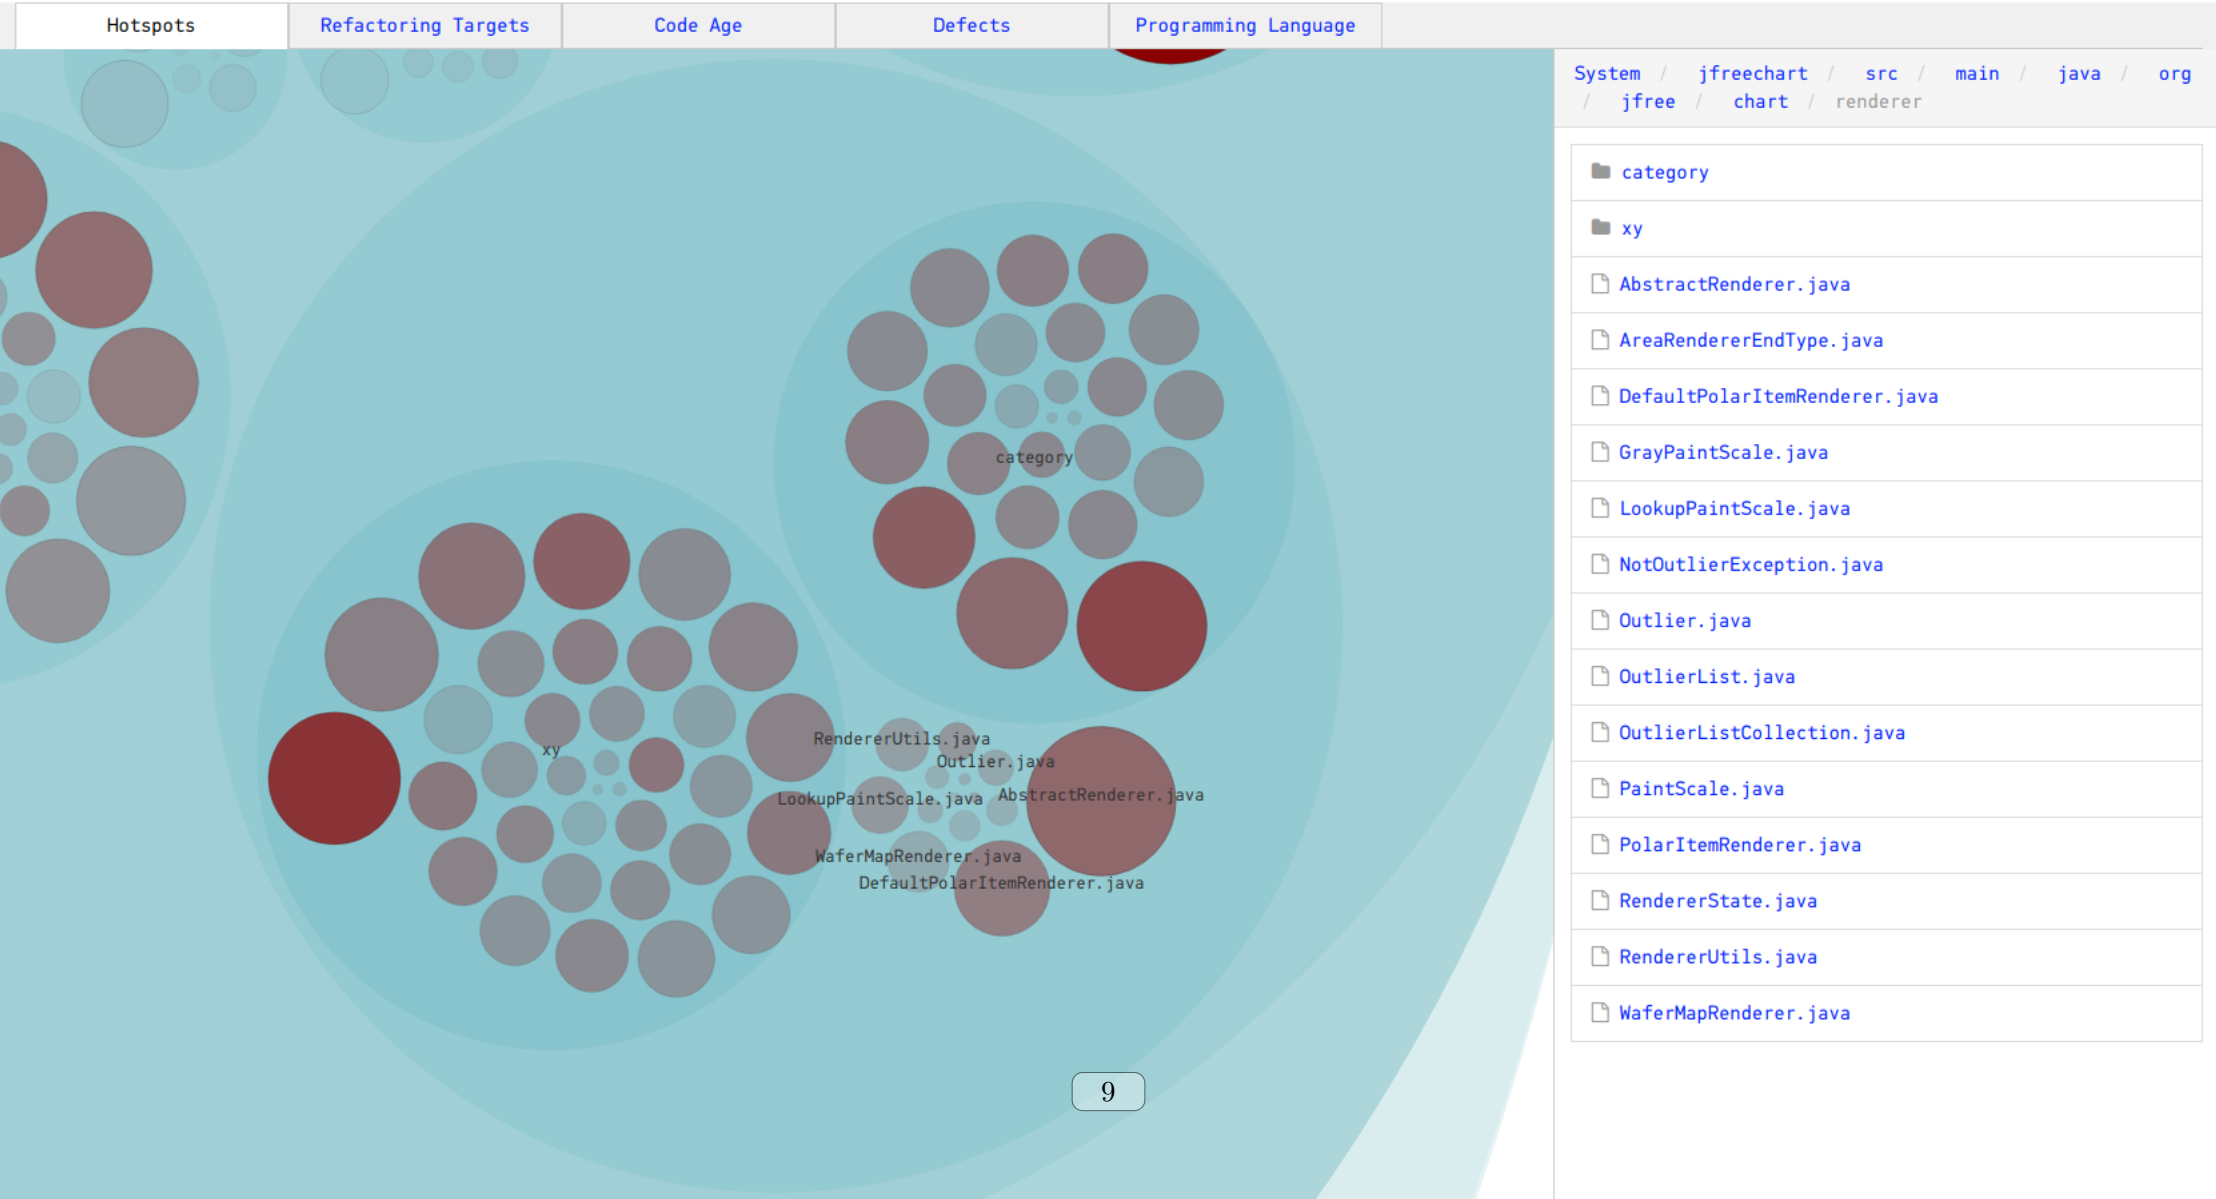 Hotspots Refactoring Targets Code Age Defects Programming Language
System / jfreechart / src / main / java / org
/ jfree / chart / renderer
category
xy
AbstractRenderer.java
AreaRendererEndType.java
DefaultPolarItemRenderer.java
GrayPaintScale.java
LookupPaintScale.java
NotOutlierException.java
Outlier.java
OutlierList.java
OutlierListCollection.java
PaintScale.java
PolarItemRenderer.java
RendererState.java
RendererUtils.java
WaferMapRenderer.java
category
xy
RendererUtils.java
Outlier.java
LookupPaintScale.java
AbstractRenderer.java
WaferMapRenderer.java
DefaultPolarItemRenderer.java
9